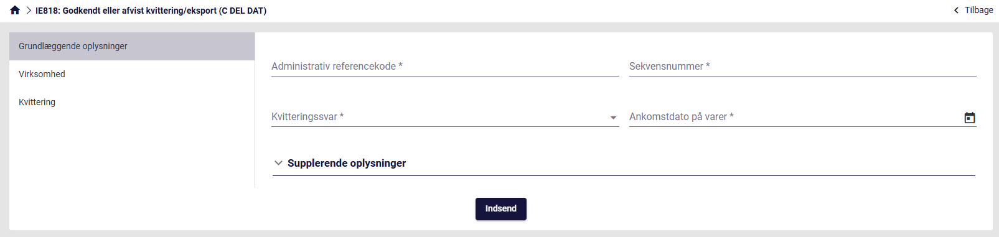 IE818: Godkendt eller afvist kvittering/eksport (C DEL DAT)
Tilbage
Grundlæggende oplysninger
Virksomhed
Kvittering
Administrativ referencekode *
Sekvensnummer *
Kvitteringssvar *
Ankomstdato på varer *
Supplerende oplysninger
Indsend